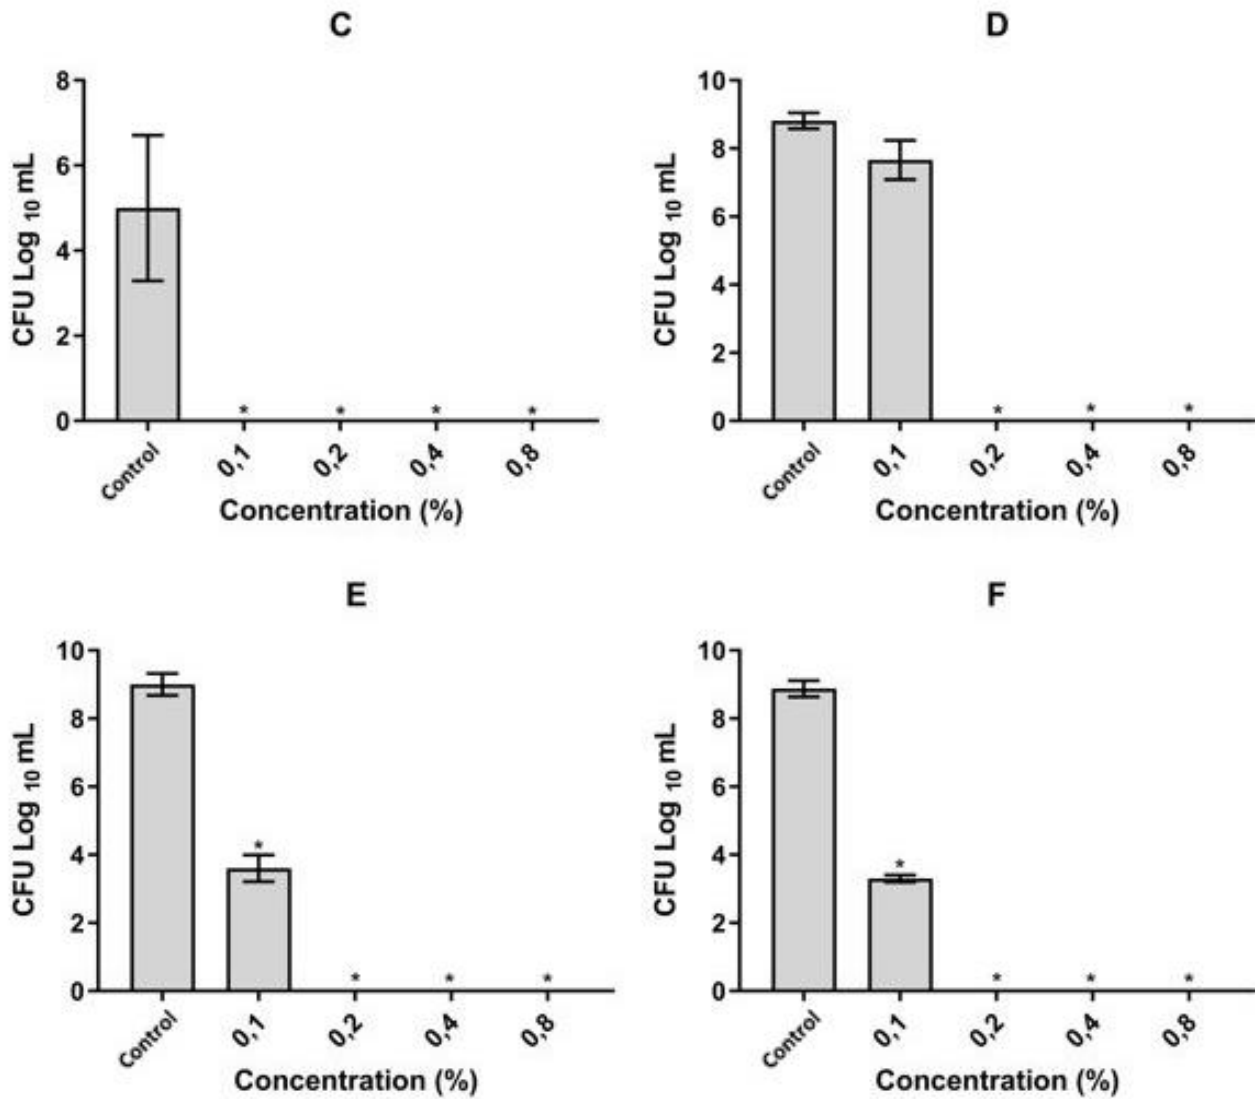 C
8
6
4
2
0
CFU Log 10 mL
* * * *
Control 0,1 0,2 0,4 0,8
Concentration (%)
D
10
8
6
4
2
0
CFU Log 10 mL
* * *
Control 0,1 0,2 0,4 0,8
Concentration (%)
E
10
8
6
4
2
0
CFU Log 10 mL
* * * *
Control 0,1 0,2 0,4 0,8
Concentration (%)
F
10
8
6
4
2
0
CFU Log 10 mL
* * * *
Control 0,1 0,2 0,4 0,8
Concentration (%)